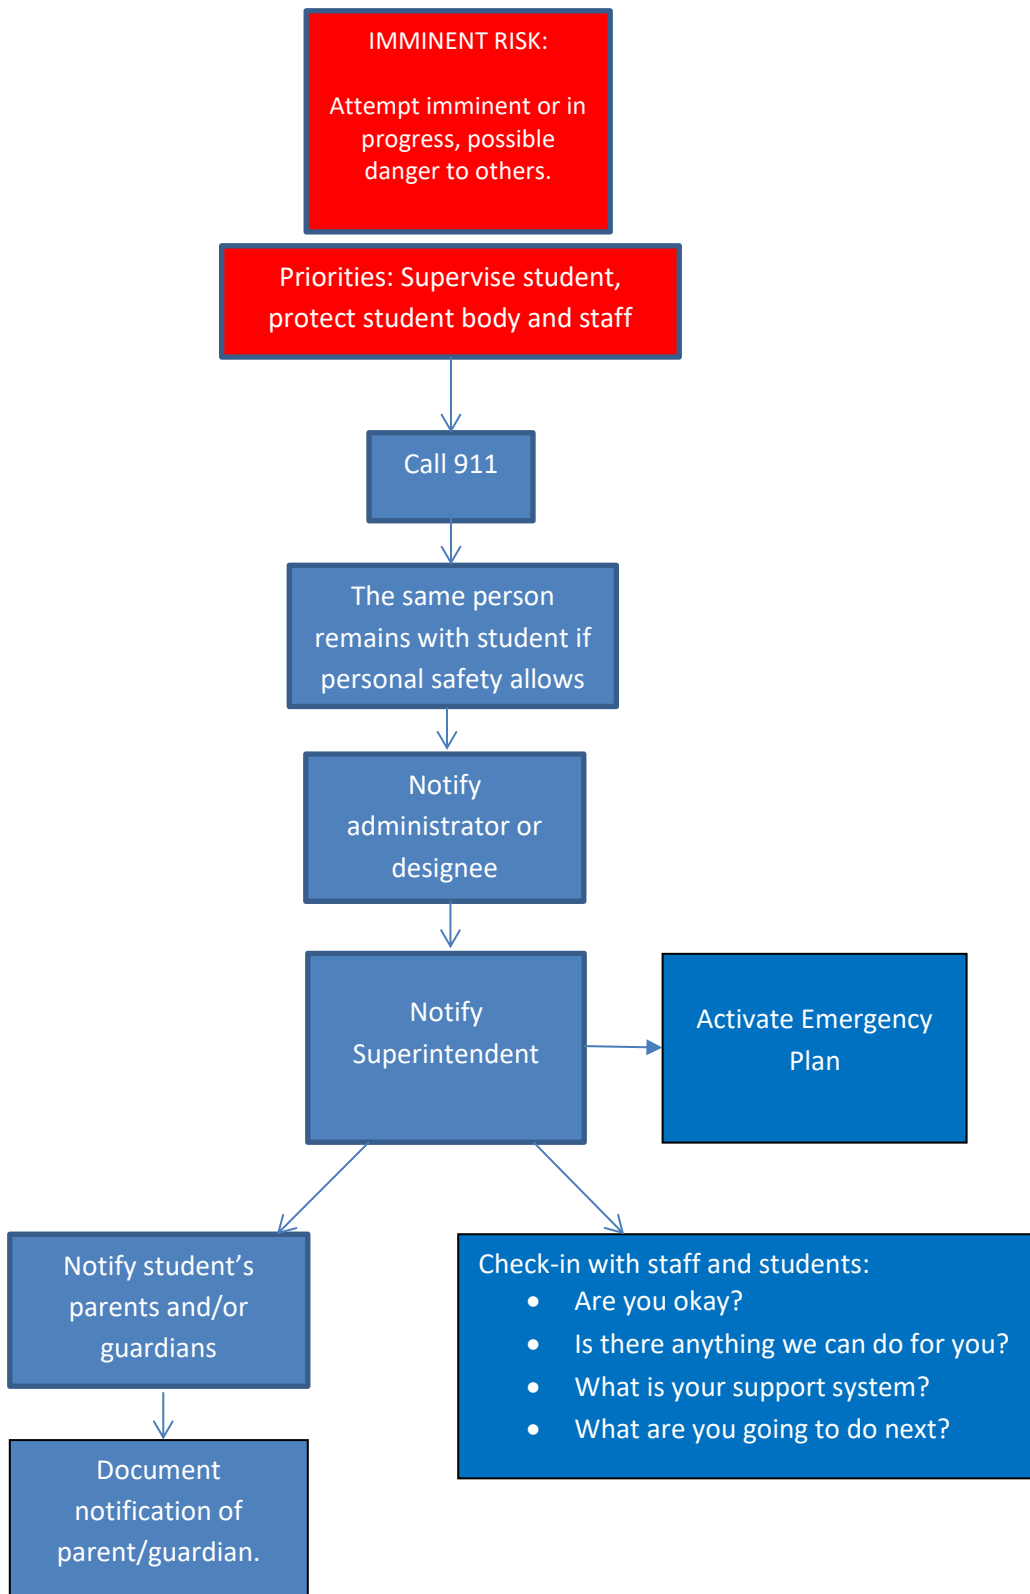 IMMINENT RISK:
Attempt imminent or in
progress, possible
danger to others.
Priorities: Supervise student,
protect student body and staff
Call 911
The same person
remains with student if
personal safety allows
Notify
administrator or
designee
Notify
Superintendent
Activate Emergency
Plan
Notify student’s
parents and/or
guardians
Check-in with staff and students:
• Are you okay?
• Is there anything we can do for you?
• What is your support system?
• What are you going to do next?
Document
notification of
parent/guardian.